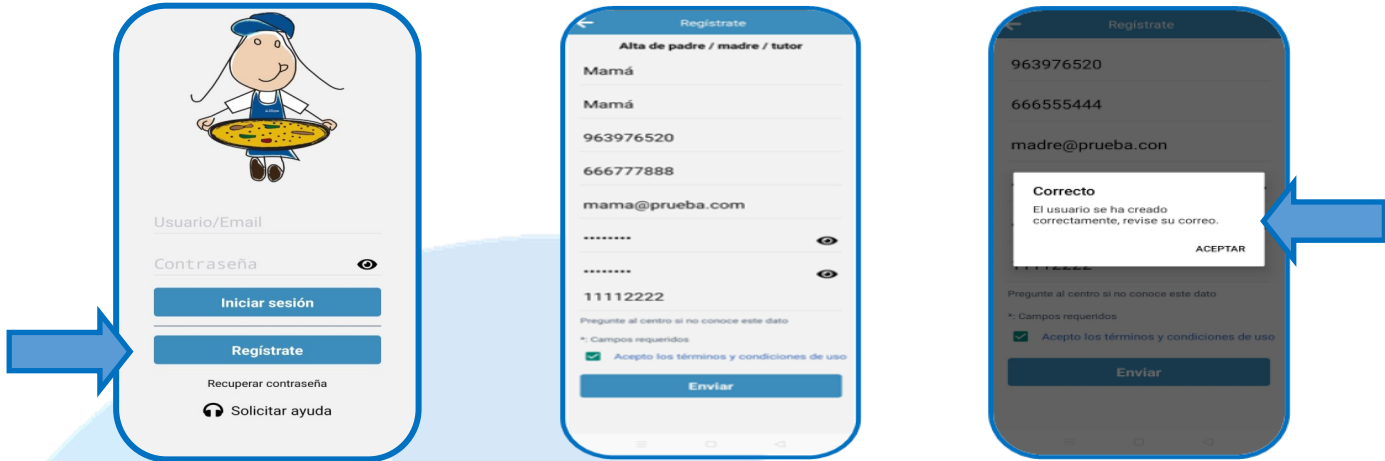 Usuario/Email
Contraseña
Iniciar sesión
Regístrate
Recuperar contraseña
Solicitar ayuda
Regístrate
Alta de padre / madre / tutor
Mamá
Mamá
963976520
666777888
mama@prueba.com
••••••••
••••••••
11112222
Pregunte al centro si no conoce este dato
*: Campos requeridos
Acepto los términos y condiciones de uso
Enviar
Regístrate
963976520
666555444
madre@prueba.con
Correcto
El usuario se ha creado
correctamente, revise su correo.
ACEPTAR
11112222
Pregunte al centro si no conoce este dato
*: Campos requeridos
Acepto los términos y condiciones de uso
Enviar